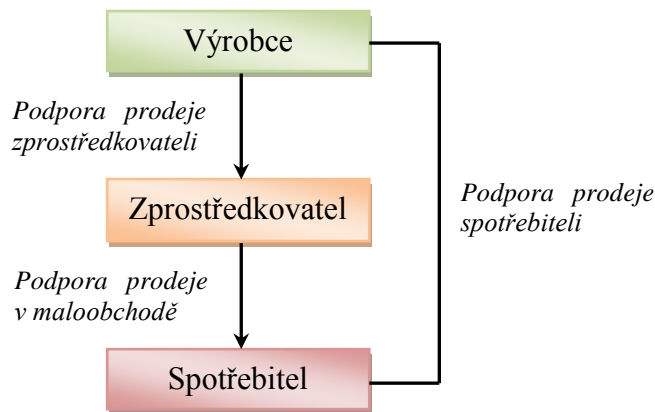 Výrobce
Podpora prodeje
zprostředkovateli
Zprostředkovatel
Podpora prodeje
spotřebiteli
Podpora prodeje
v maloobchodě
Spotřebitel